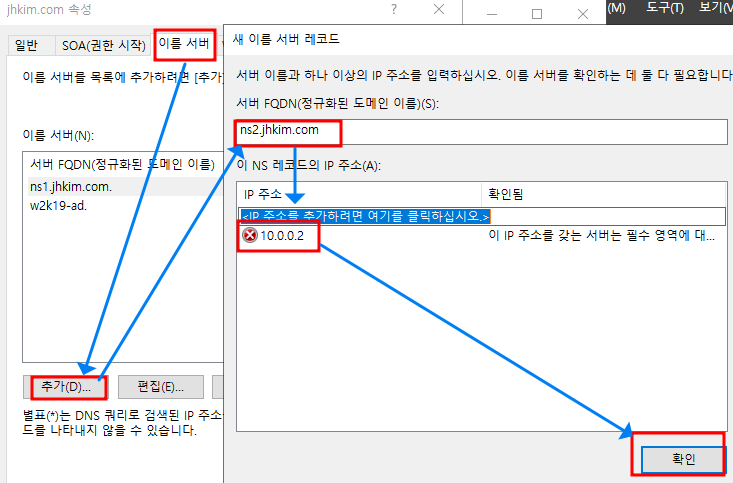 jhkim.com 속성
(M) 도구(T) 보기(
일반 SOA(권한 시작) 이름 서버
이름 서버를 목록에 추가하려면 [추가]
이름 서버(N):
서버 FQDN(정규화된 도메인 이름)
ns1.jhkim.com.
w2k19-ad.
추가(D)... 편집(E)...
별표(*)는 DNS 쿼리로 검색된 IP 주소
드를 나타내지 않을 수 있습니다.
새 이름 서버 레코드
서버 이름과 하나 이상의 IP 주소를 입력하십시오. 이름 서버를 확인하는 데 둘 다 필요합니다
서버 FQDN(정규화된 도메인 이름)(S):
ns2.jhkim.com
이 NS 레코드의 IP 주소(A):
IP 주소 확인됨
<IP 주소를 추가하려면 여기를 클릭하십시오.>
10.0.0.2 이 IP 주소를 갖는 서버는 필수 영역에 대...
확인